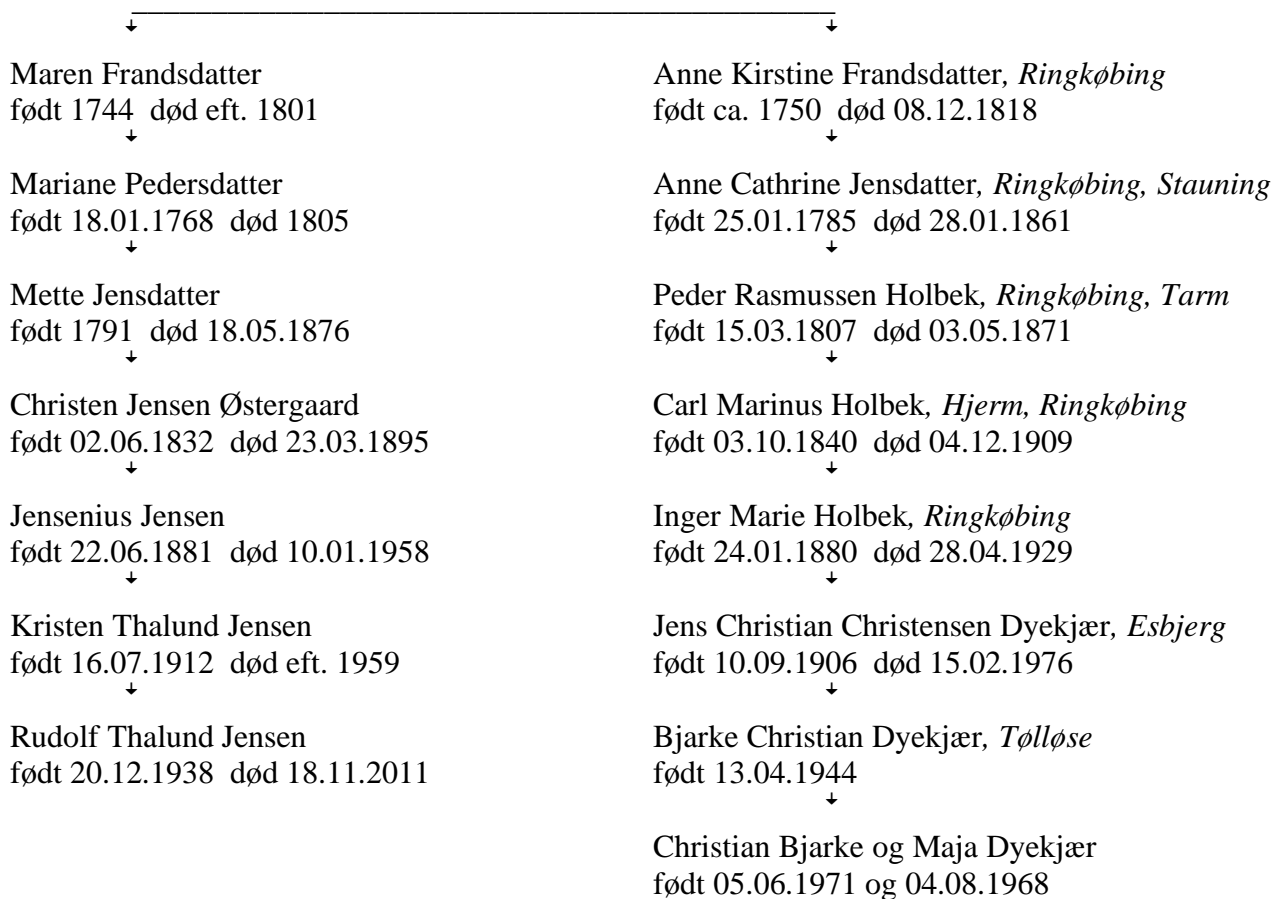 Maren Frandsdatter
født 1744 død eft. 1801
Mariane Pedersdatter
født 18.01.1768 død 1805
Mette Jensdatter
født 1791 død 18.05.1876
Christen Jensen Østergaard
født 02.06.1832 død 23.03.1895
Jensenius Jensen
født 22.06.1881 død 10.01.1958
Kristen Thalund Jensen
født 16.07.1912 død eft. 1959
Rudolf Thalund Jensen
født 20.12.1938 død 18.11.2011
Anne Kirstine Frandsdatter, Ringkøbing
født ca. 1750 død 08.12.1818
Anne Cathrine Jensdatter, Ringkøbing, Stauning
født 25.01.1785 død 28.01.1861
Peder Rasmussen Holbek, Ringkøbing, Tarm
født 15.03.1807 død 03.05.1871
Carl Marinus Holbek, Hjerm, Ringkøbing
født 03.10.1840 død 04.12.1909
Inger Marie Holbek, Ringkøbing
født 24.01.1880 død 28.04.1929
Jens Christian Christensen Dyekjær, Esbjerg
født 10.09.1906 død 15.02.1976
Bjarke Christian Dyekjær, Tølløse
født 13.04.1944
Christian Bjarke og Maja Dyekjær
født 05.06.1971 og 04.08.1968